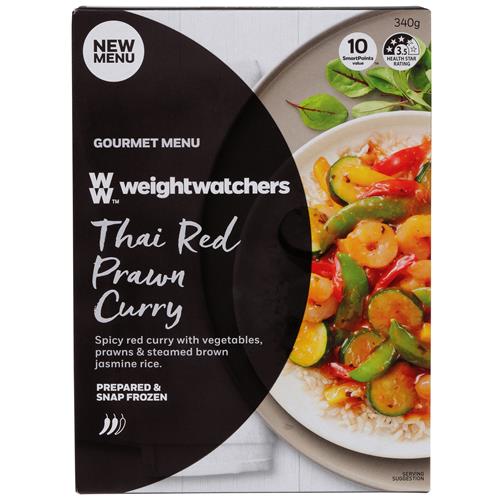 NEW
MENU
340g
10
SmartPoints
value
3.5
HEALTH STAR
RATING
GOURMET MENU
WW™ weightwatchers
Thai Red
Prawn
Curry
Spicy red curry with vegetables,
prawns & steamed brown
jasmine rice.
PREPARED &
SNAP FROZEN
SERVING
SUGGESTION